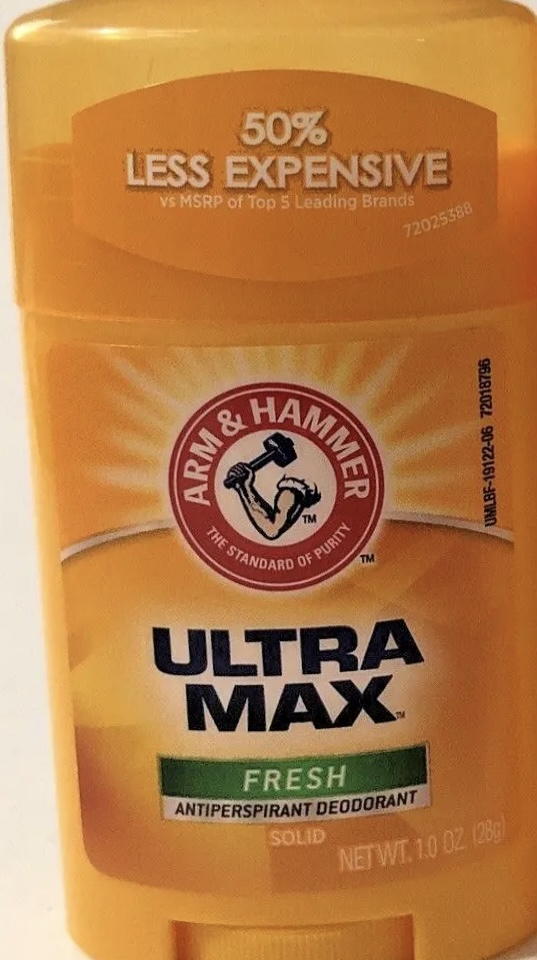 50%
LESS EXPENSIVE
vs MSRP of Top 5 Leading Brands
72025388
UMLBF-19122-06 72018796
ARM & HAMMER
TM
THE STANDARD OF PURITY
TM
ULTRA
MAX™
FRESH
ANTIPERSPIRANT DEODORANT
SOLID
NET WT. 1.0 OZ. (28g)